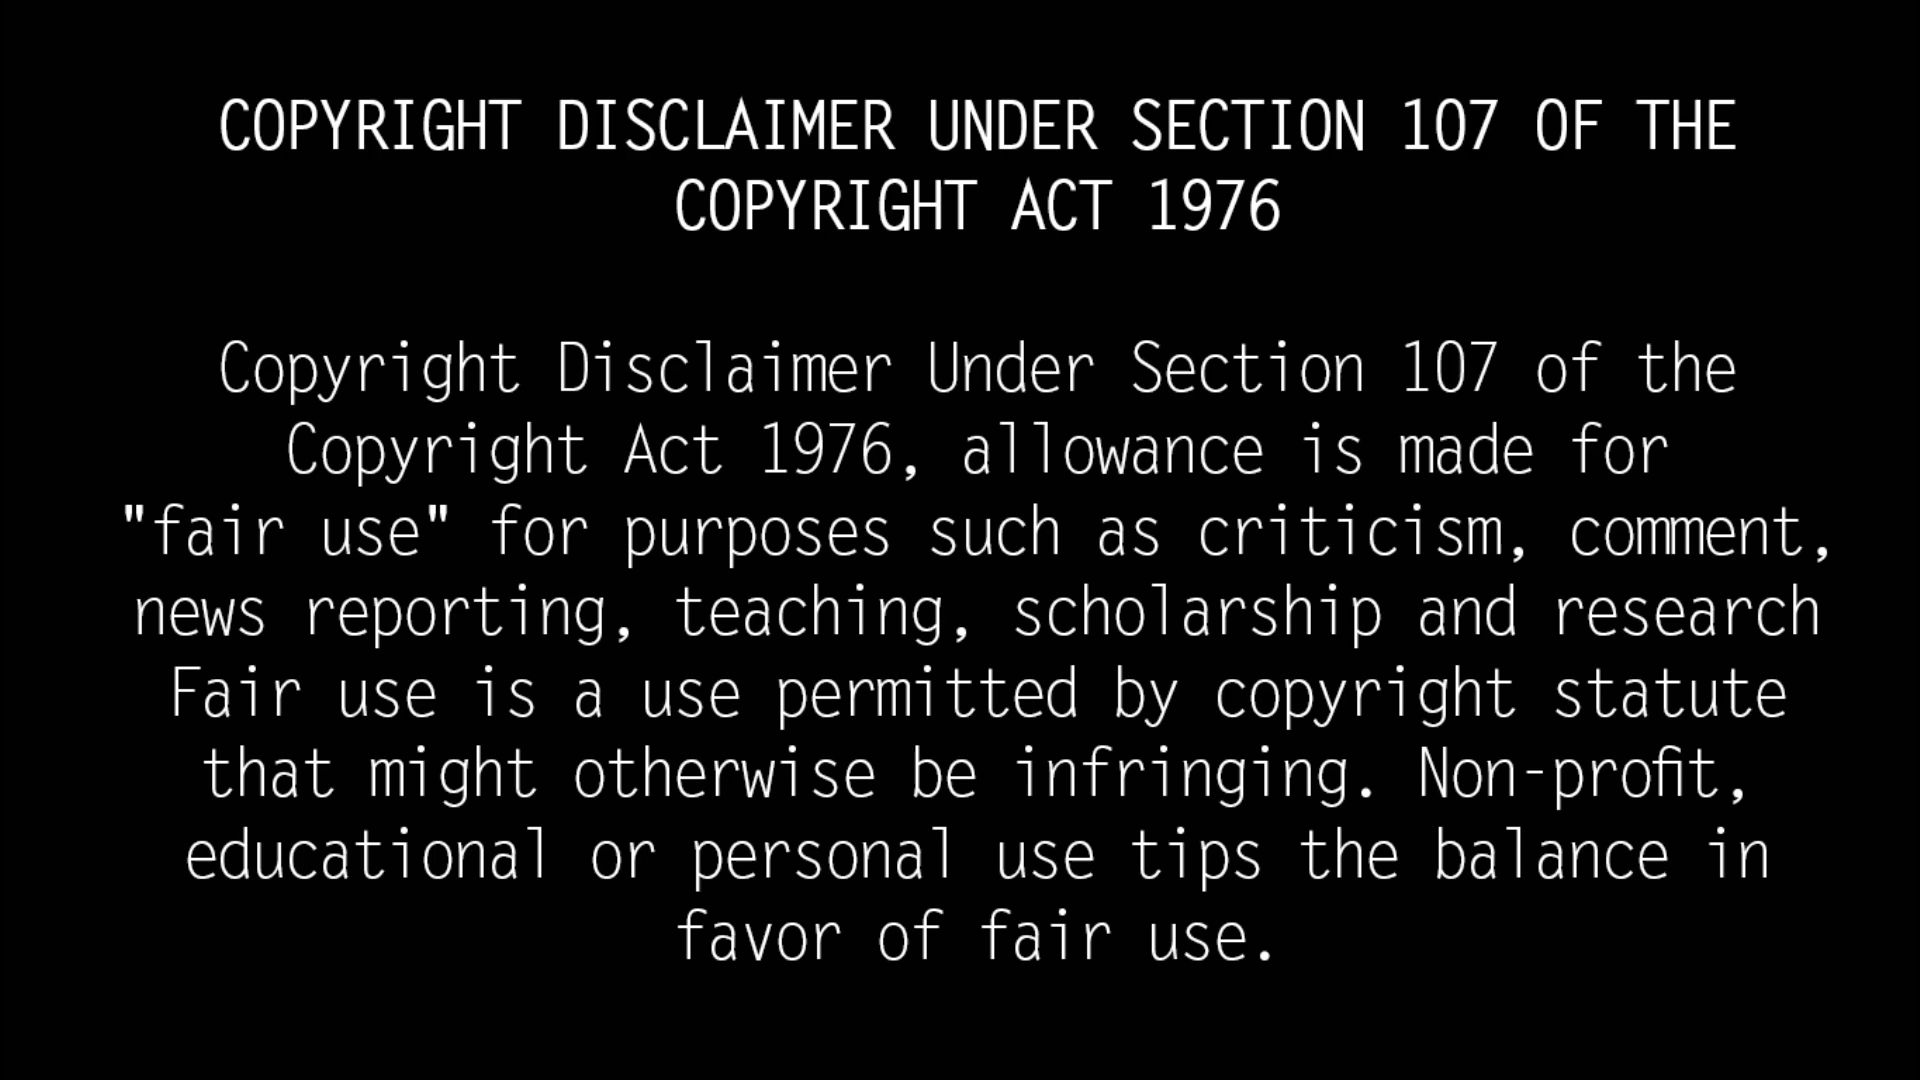 COPYRIGHT DISCLAIMER UNDER SECTION 107 OF THE
COPYRIGHT ACT 1976
Copyright Disclaimer Under Section 107 of the
Copyright Act 1976, allowance is made for
"fair use" for purposes such as criticism, comment,
news reporting, teaching, scholarship and research
Fair use is a use permitted by copyright statute
that might otherwise be infringing. Non-profit,
educational or personal use tips the balance in
favor of fair use.